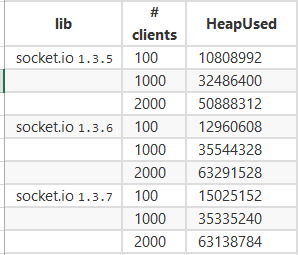 lib # clients HeapUsed
socket.io 1.3.5 100 10808992
1000 32486400
2000 50888312
socket.io 1.3.6 100 12960608
1000 35544328
2000 63291528
socket.io 1.3.7 100 15025152
1000 35335240
2000 63138784